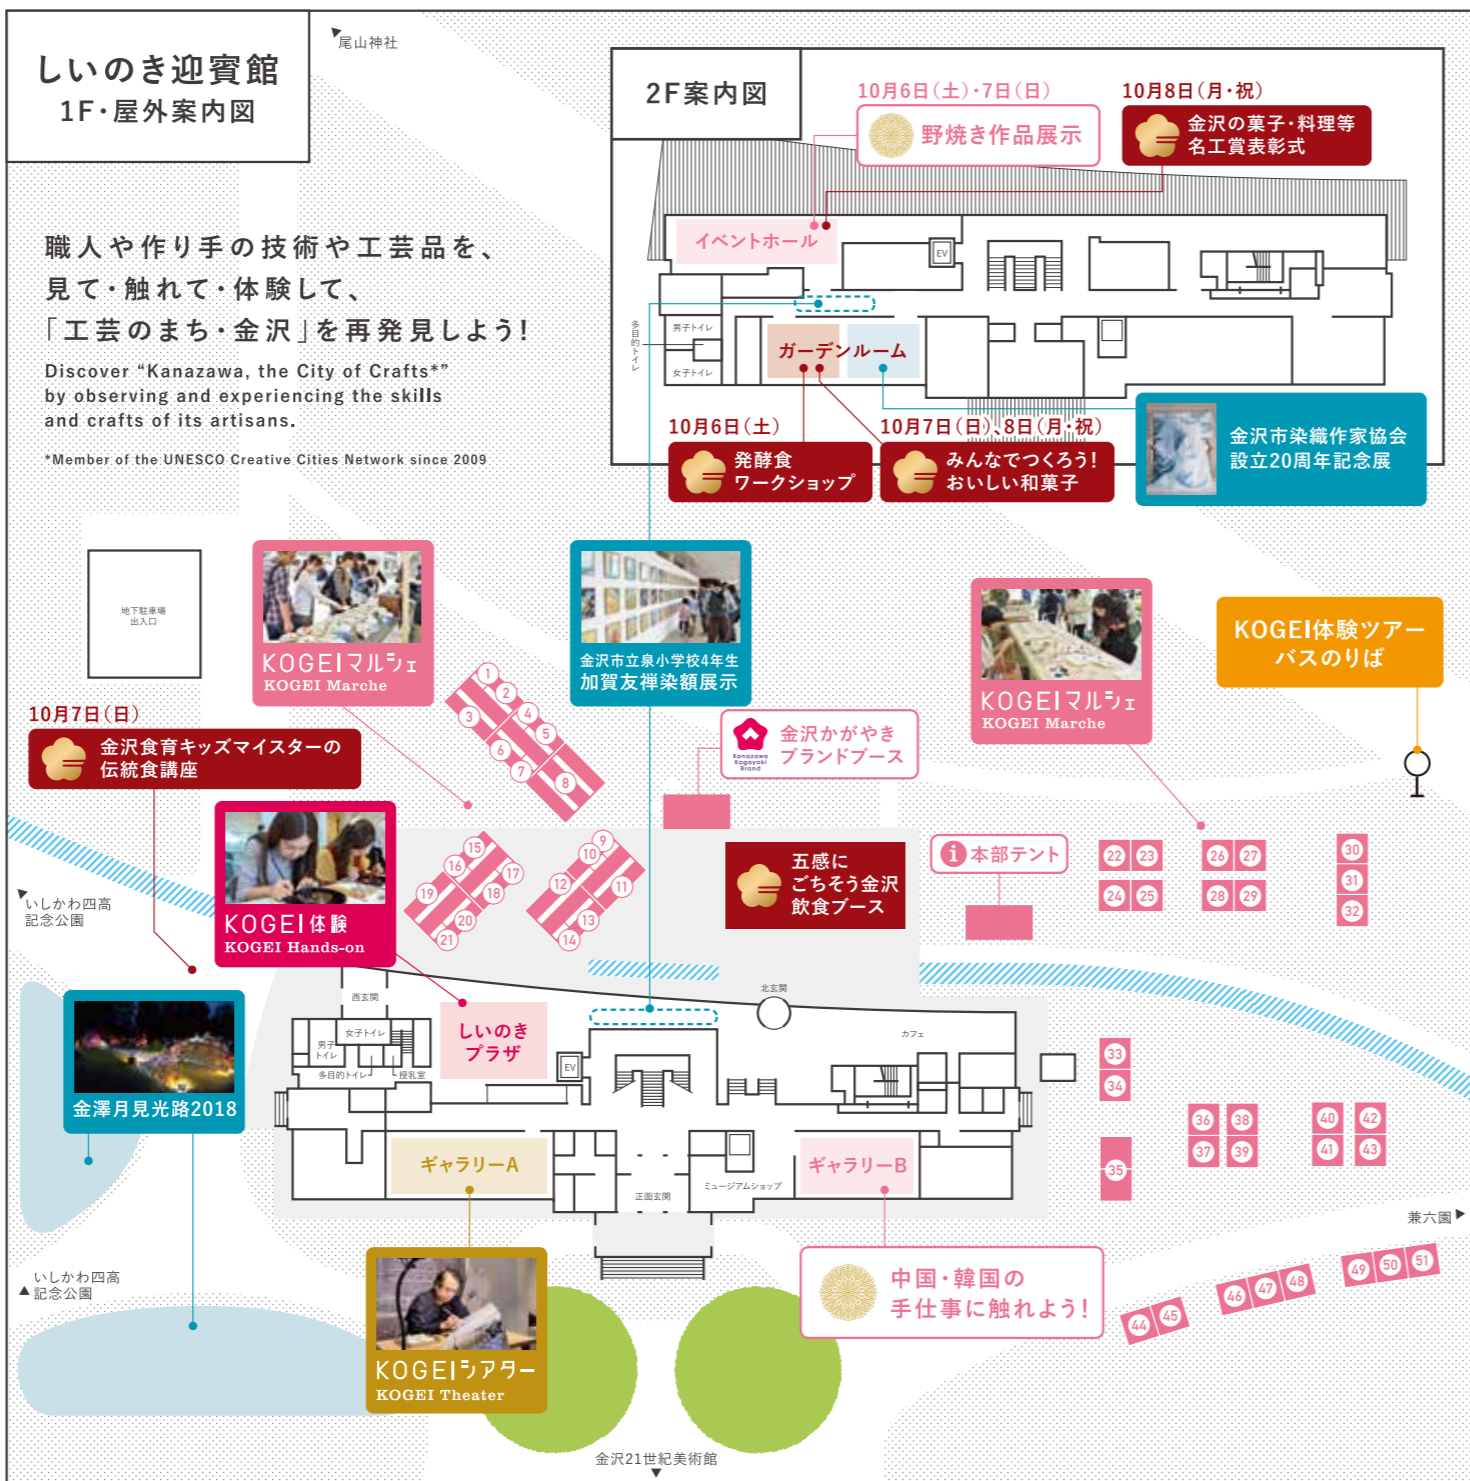 しいのき迎賓館
1F・屋外案内図
尾山神社
2F案内図
10月6日(土)・7日(日)
野焼き作品展示
10月8日(月・祝)
金沢の菓子・料理等
名工賞表彰式
イベントホール
EV
多目的トイレ
男子トイレ
女子トイレ
ガーデンルーム
10月6日(土)
発酵食
ワークショップ
10月7日(日)、8日(月・祝)
みんなでつくろう!
おいしい和菓子
金沢市染織作家協会
設立20周年記念展
職人や作り手の技術や工芸品を、
見て・触れて・体験して、
「工芸のまち・金沢」を再発見しよう!
Discover “Kanazawa, the City of Crafts*”
by observing and experiencing the skills
and crafts of its artisans.
*Member of the UNESCO Creative Cities Network since 2009
地下駐車場
出入口
KOGEIマルシェ
KOGEI Marche
金沢市立泉小学校4年生
加賀友禅染額展示
KOGEIマルシェ
KOGEI Marche
KOGEI体験ツアー
バスのりば
10月7日(日)
金沢食育キッズマイスターの
伝統食講座
Kanazawa
Kagayaki
Brand
金沢かがやき
ブランドブース
1
2
3
4
5
6
7
8
9
10
11
12
13
14
15
16
17
18
19
20
21
五感に
ごちそう金沢
飲食ブース
i 本部テント
22 23
24 25
26 27
28 29
30
31
32
いしかわ四高
記念公園
KOGEI体験
KOGEI Hands-on
金澤月見光路2018
西玄関
女子トイレ
男子
トイレ
多目的トイレ
授乳室
しいのき
プラザ
EV
北玄関
カフェ
33
34
35
36 38
37 39
40 42
41 43
ギャラリーA
正面玄関
ミュージアムショップ
ギャラリーB
兼六園
いしかわ四高
記念公園
KOGEIシアター
KOGEI Theater
中国・韓国の
手仕事に触れよう!
44 45
46 47 48
49 50 51
金沢21世紀美術館